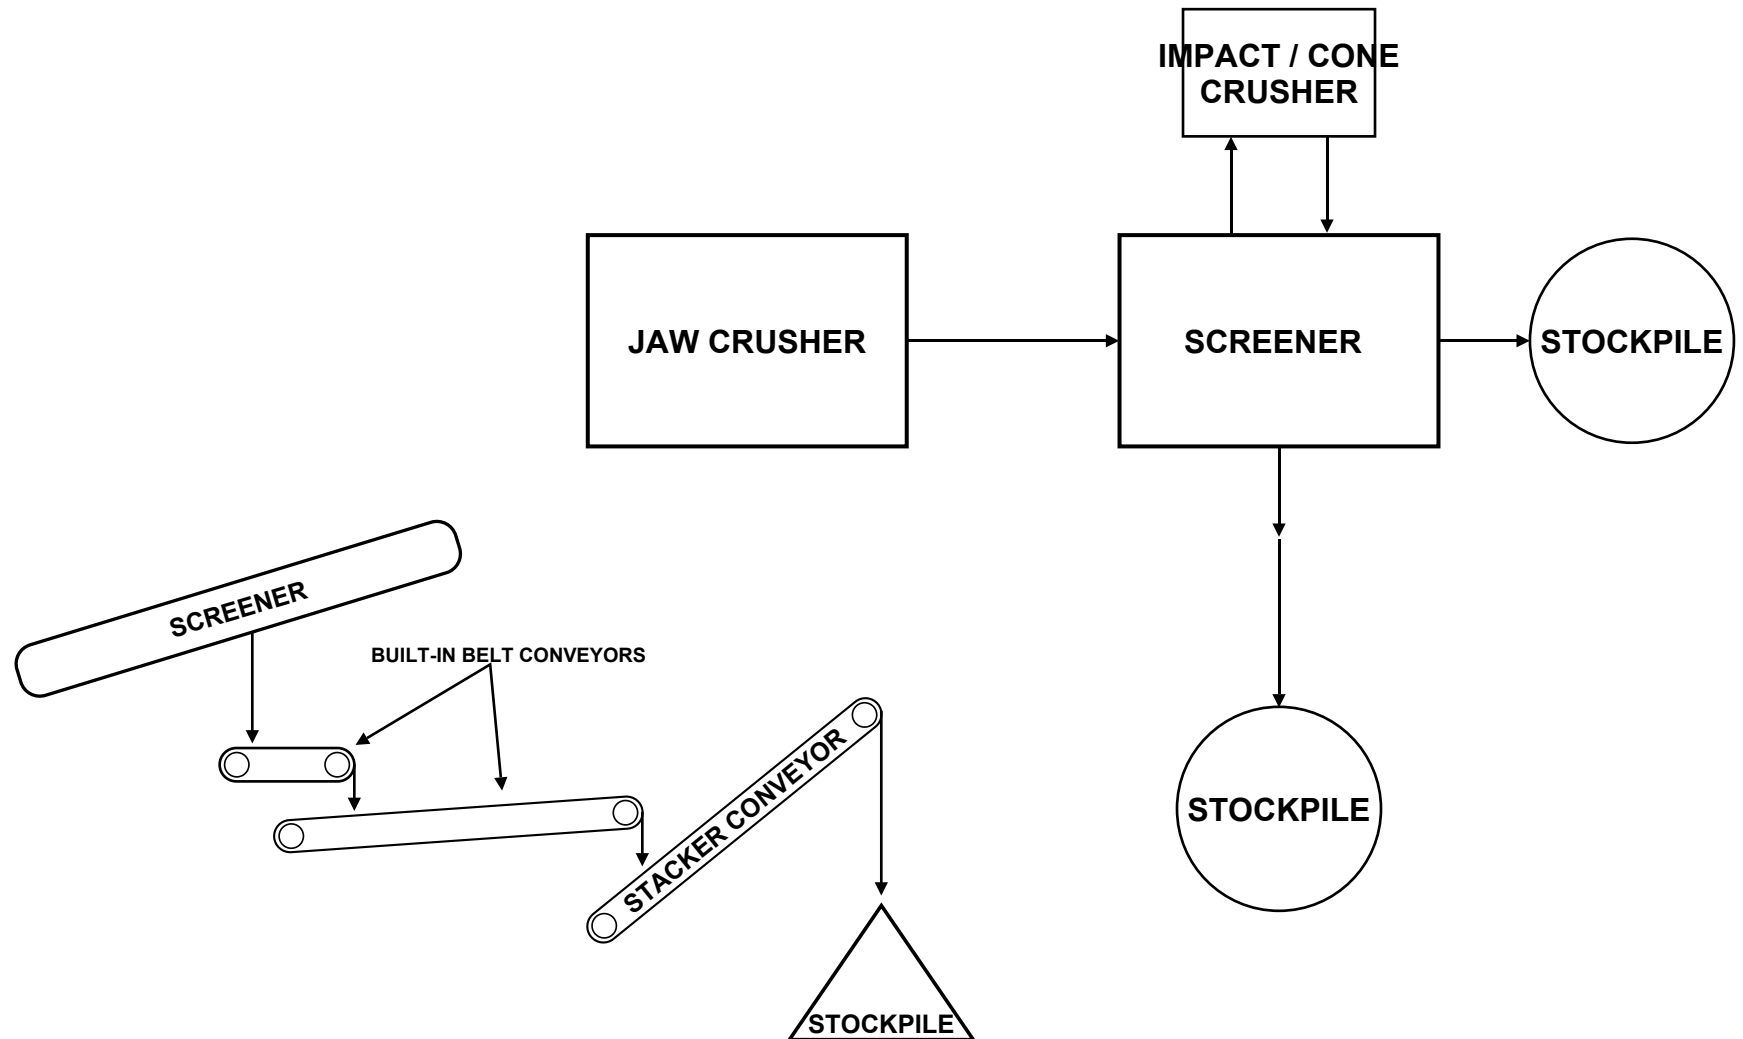 IMPACT / CONE
CRUSHER
JAW CRUSHER
SCREENER
STOCKPILE
SCREENER
BUILT-IN BELT CONVEYORS
STACKER CONVEYOR
STOCKPILE
STOCKPILE